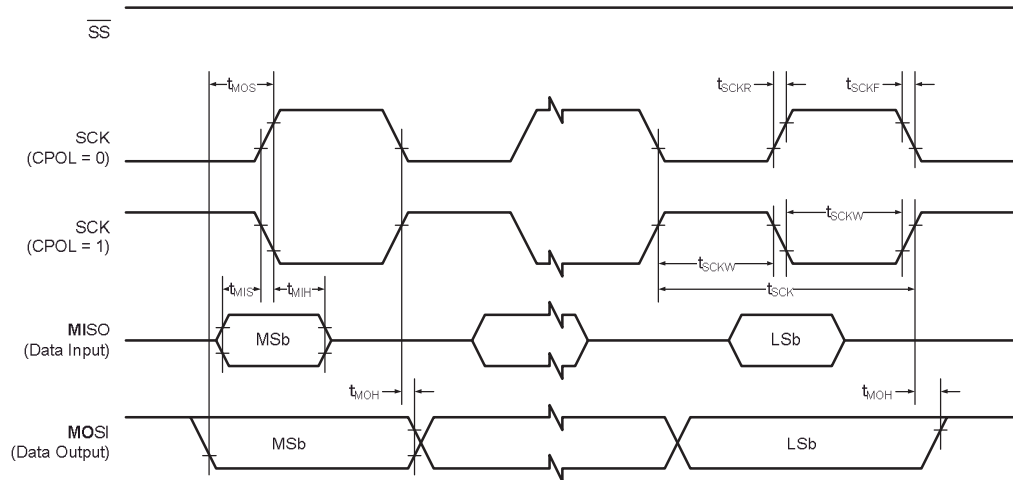 SS
tMOS
tSCKR
tSCKF
SCK
(CPOL = 0)
SCK
(CPOL = 1)
tSCKW
tSCKW
tSCK
tMIS
tMIH
MISO
(Data Input)
MSb
LSb
tMOH
tMOH
MOSI
(Data Output)
MSb
LSb